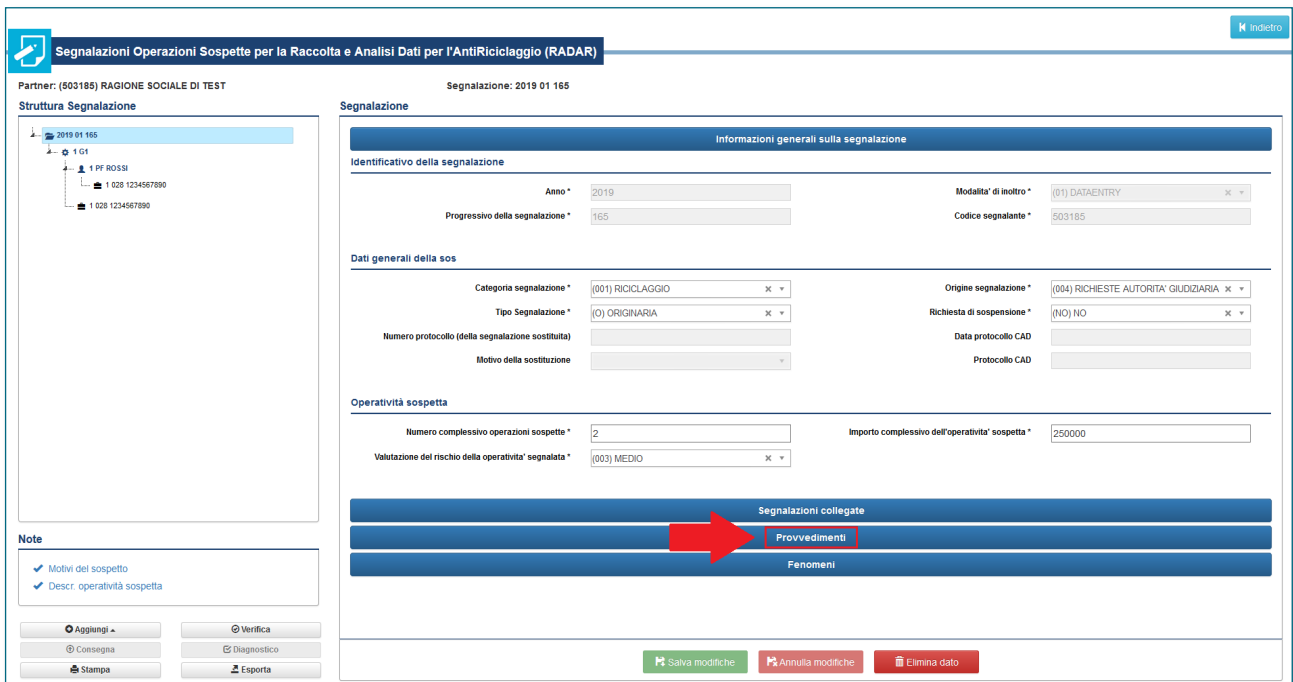 Indietro
Segnalazioni Operazioni Sospette per la Raccolta e Analisi Dati per l'AntiRiciclaggio (RADAR)
Partner: (503185) RAGIONE SOCIALE DI TEST
Segnalazione: 2019 01 165
Struttura Segnalazione
2019 01 165
1 G1
1 PF ROSSI
1 028 1234567890
1 028 1234567890
Note
Motivi del sospetto
Descr. operatività sospetta
Aggiungi
Verifica
Consegna
Diagnostico
Stampa
Esporta
Segnalazione
Informazioni generali sulla segnalazione
Identificativo della segnalazione
Anno * 2019
Modalita' di inoltro * (01) DATAENTRY
Progressivo della segnalazione * 165
Codice segnalante * 503185
Dati generali della sos
Categoria segnalazione * (001) RICICLAGGIO
Origine segnalazione * (004) RICHIESTE AUTORITA' GIUDIZIARIA
Tipo Segnalazione * (O) ORIGINARIA
Richiesta di sospensione * (NO) NO
Numero protocollo (della segnalazione sostituita)
Data protocollo CAD
Motivo della sostituzione
Protocollo CAD
Operatività sospetta
Numero complessivo operazioni sospette * 2
Importo complessivo dell'operativita' sospetta * 250000
Valutazione del rischio della operativita' segnalata * (003) MEDIO
Segnalazioni collegate
Provvedimenti
Fenomeni
Salva modifiche
Annulla modifiche
Elimina dato